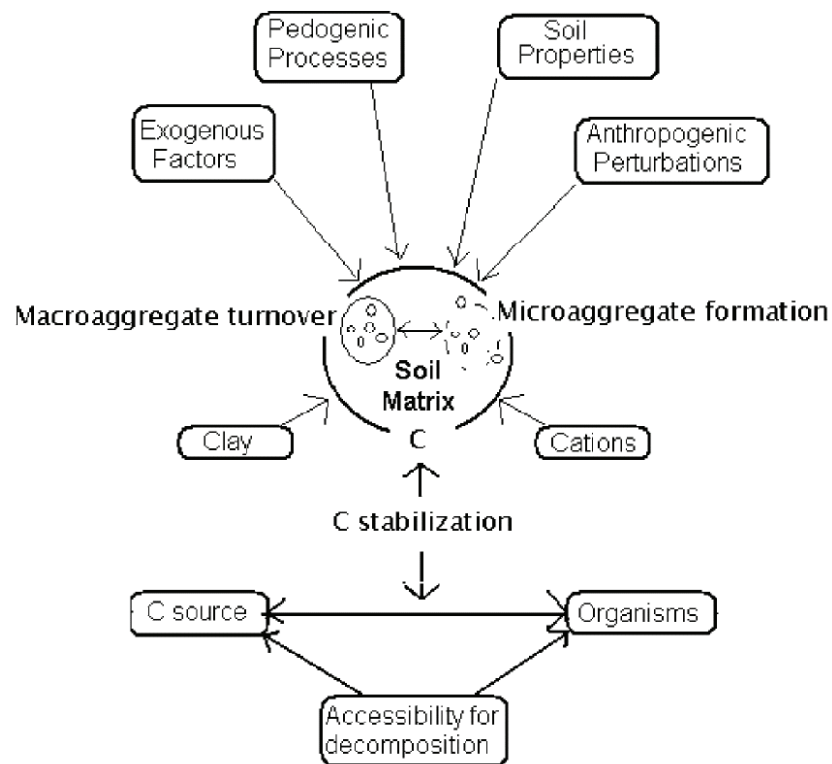 Pedogenic
Processes
Soil
Properties
Exogenous
Factors
Anthropogenic
Perturbations
Macroaggregate turnover
Microaggregate formation
Soil
Matrix
Clay
C
Cations
C stabilization
C source
Organisms
Accessibility for
decomposition